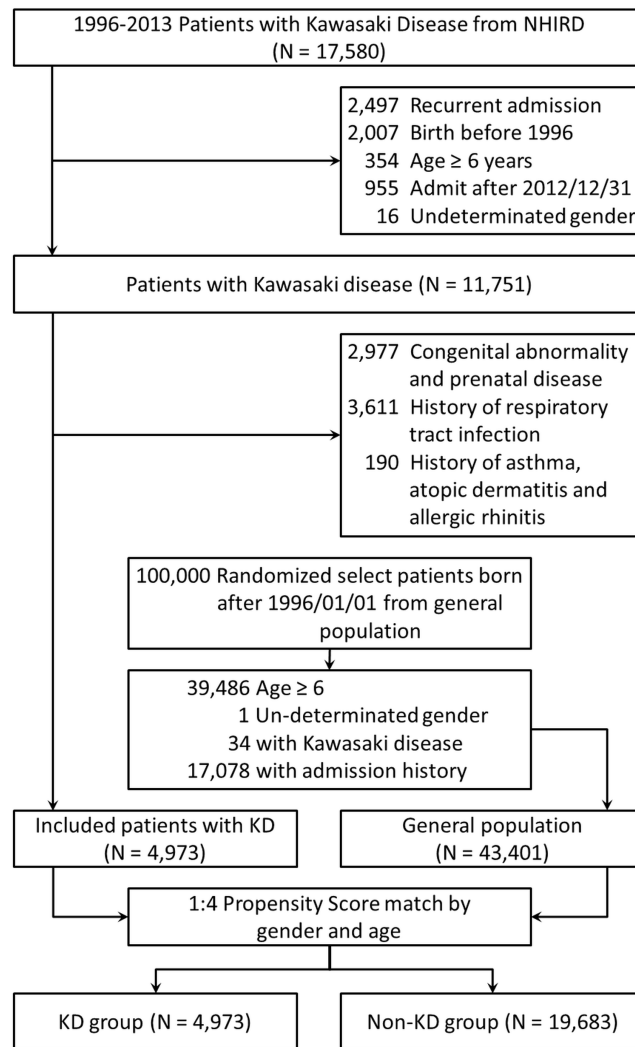 1996-2013 Patients with Kawasaki Disease from NHIRD
(N = 17,580)
2,497 Recurrent admission
2,007 Birth before 1996
354 Age ≥ 6 years
955 Admit after 2012/12/31
16 Undeterminated gender
Patients with Kawasaki disease (N = 11,751)
2,977 Congenital abnormality
and prenatal disease
3,611 History of respiratory
tract infection
190 History of asthma,
atopic dermatitis and
allergic rhinitis
100,000 Randomized select patients born
after 1996/01/01 from general
population
39,486 Age ≥ 6
1 Un-determinated gender
34 with Kawasaki disease
17,078 with admission history
Included patients with KD
(N = 4,973)
General population
(N = 43,401)
1:4 Propensity Score match by
gender and age
KD group (N = 4,973)
Non-KD group (N = 19,683)